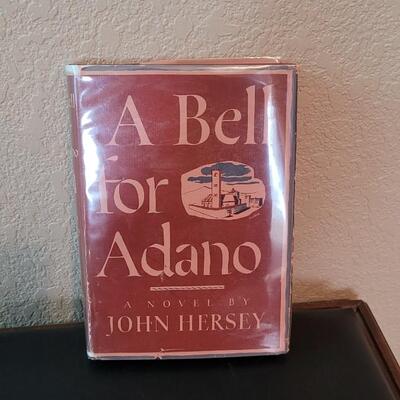 A Bell
for
Adano
A NOVEL BY
JOHN HERSEY